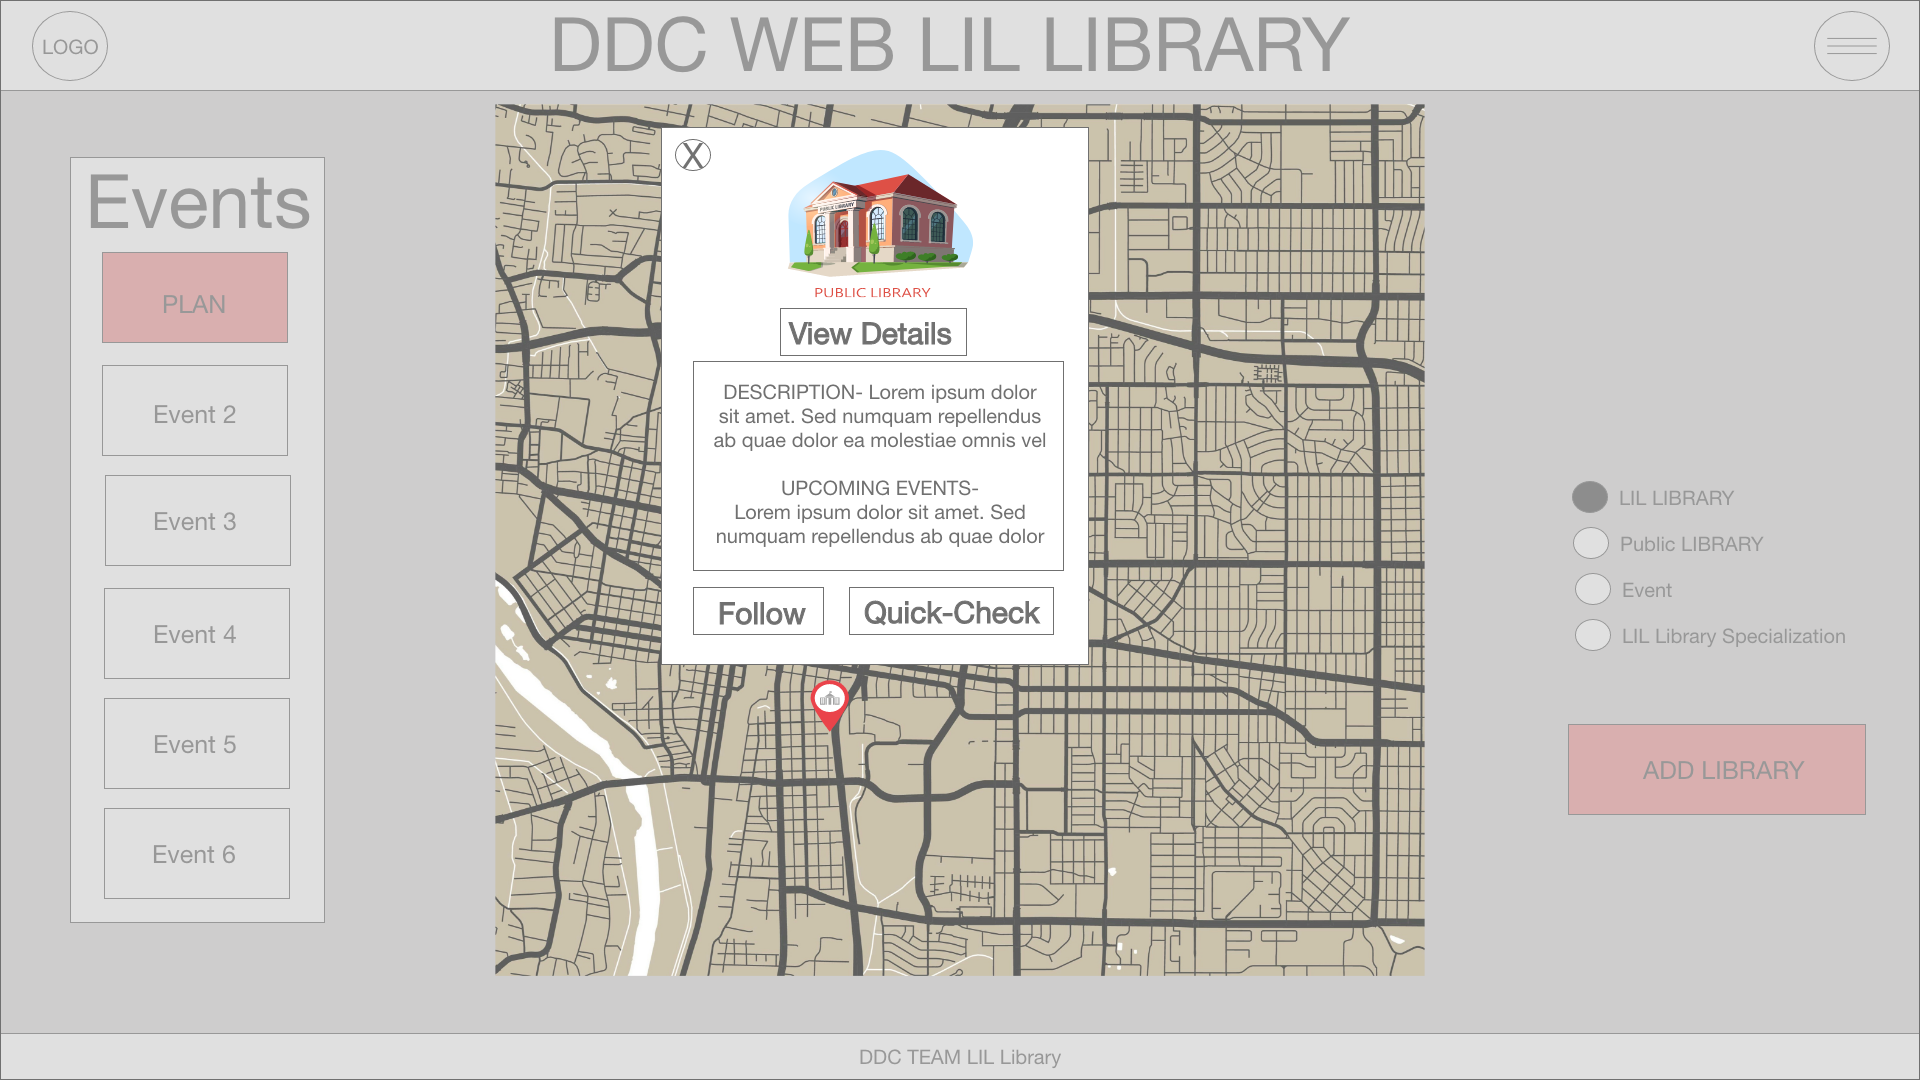 LOGO
DDC WEB LIL LIBRARY
Events
PLAN
Event 2
Event 3
Event 4
Event 5
Event 6
X
PUBLIC LIBRARY
PUBLIC LIBRARY
View Details
DESCRIPTION- Lorem ipsum dolor
sit amet. Sed numquam repellendus
ab quae dolor ea molestiae omnis vel
UPCOMING EVENTS-
Lorem ipsum dolor sit amet. Sed
numquam repellendus ab quae dolor
Follow
Quick-Check
LIL LIBRARY
Public LIBRARY
Event
LIL Library Specialization
ADD LIBRARY
DDC TEAM LIL Library